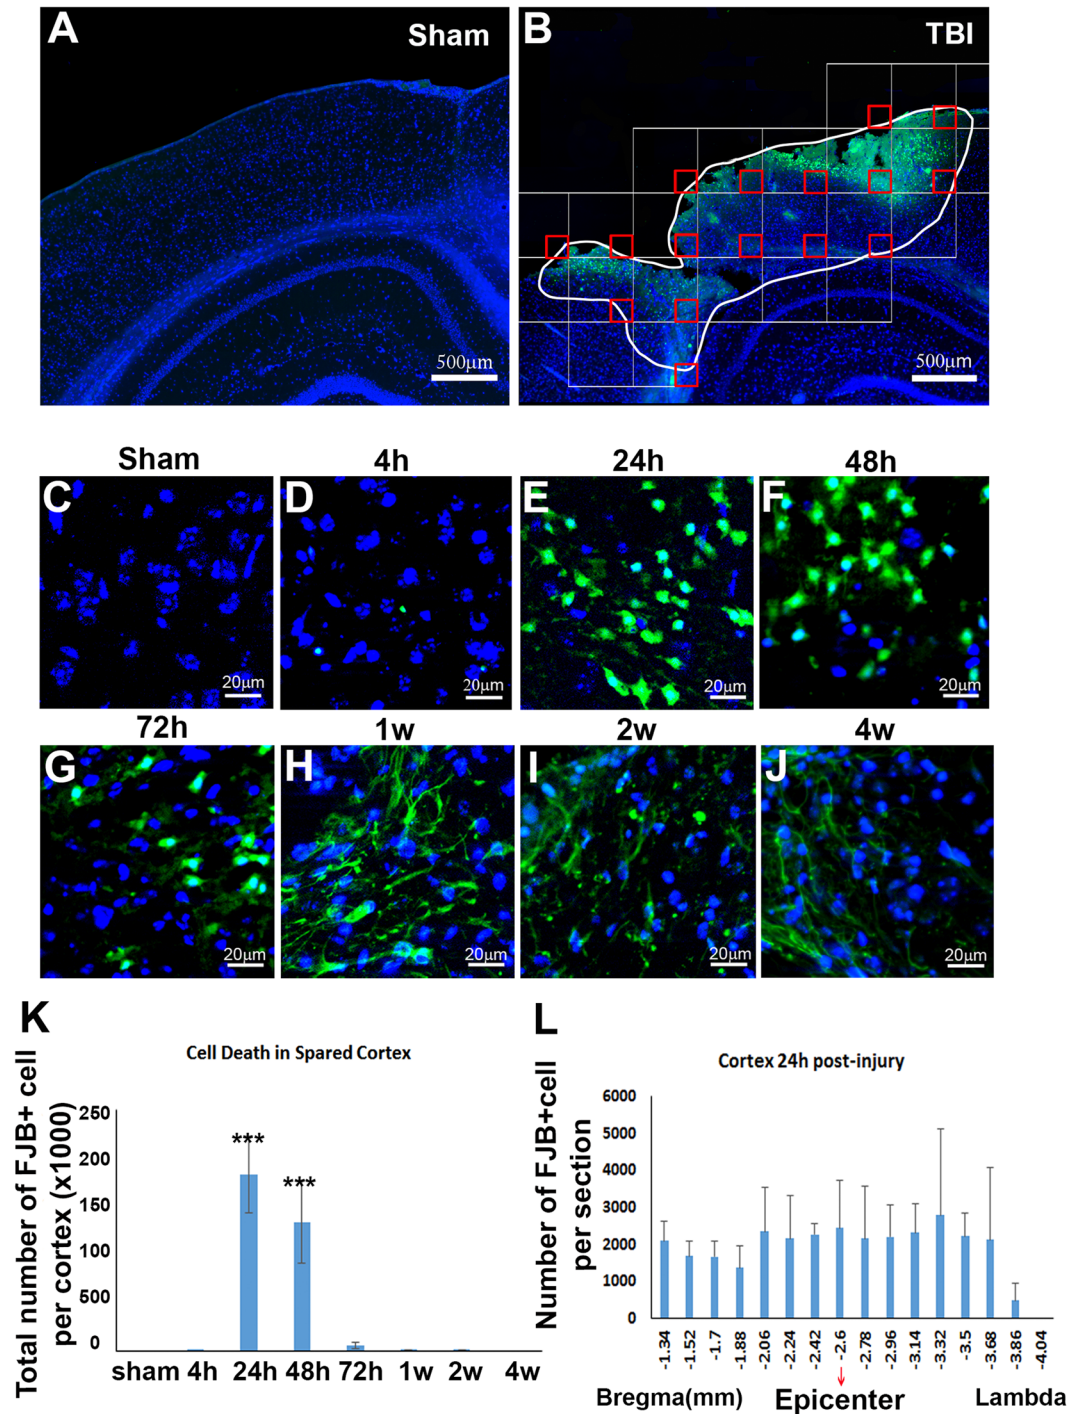 A
Sham
500μm
B
TBI
500μm
Sham
4h
24h
48h
C
20μm
D
20μm
E
20μm
F
20μm
72h
1w
2w
4w
G
20μm
H
20μm
I
20μm
J
20μm
K
Cell Death in Spared Cortex
Total number of FJB+ cell
per cortex (x1000)
250
200
150
100
500
0
***
***
sham 4h 24h 48h 72h 1w 2w 4w
L
Cortex 24h post-injury
Number of FJB+cell
per section
6000
5000
4000
3000
2000
1000
0
-1.34 -1.52 -1.7 -1.88 -2.06 -2.24 -2.42 -2.6 -2.78 -2.96 -3.14 -3.32 -3.5 -3.68 -3.86 -4.04
Bregma(mm) Epicenter Lambda